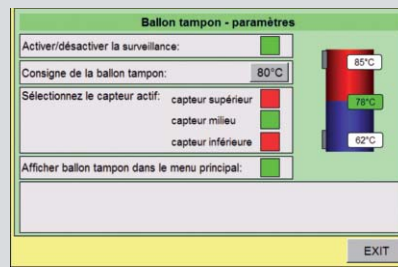 Ballon tampon - paramètres
Activer/désactiver la surveillance:
Consigne de la ballon tampon: 80°C
Sélectionnez le capteur actif: capteur supérieur
capteur milieu
capteur inférieure
Afficher ballon tampon dans le menu principal:
85°C
78°C
62°C
EXIT